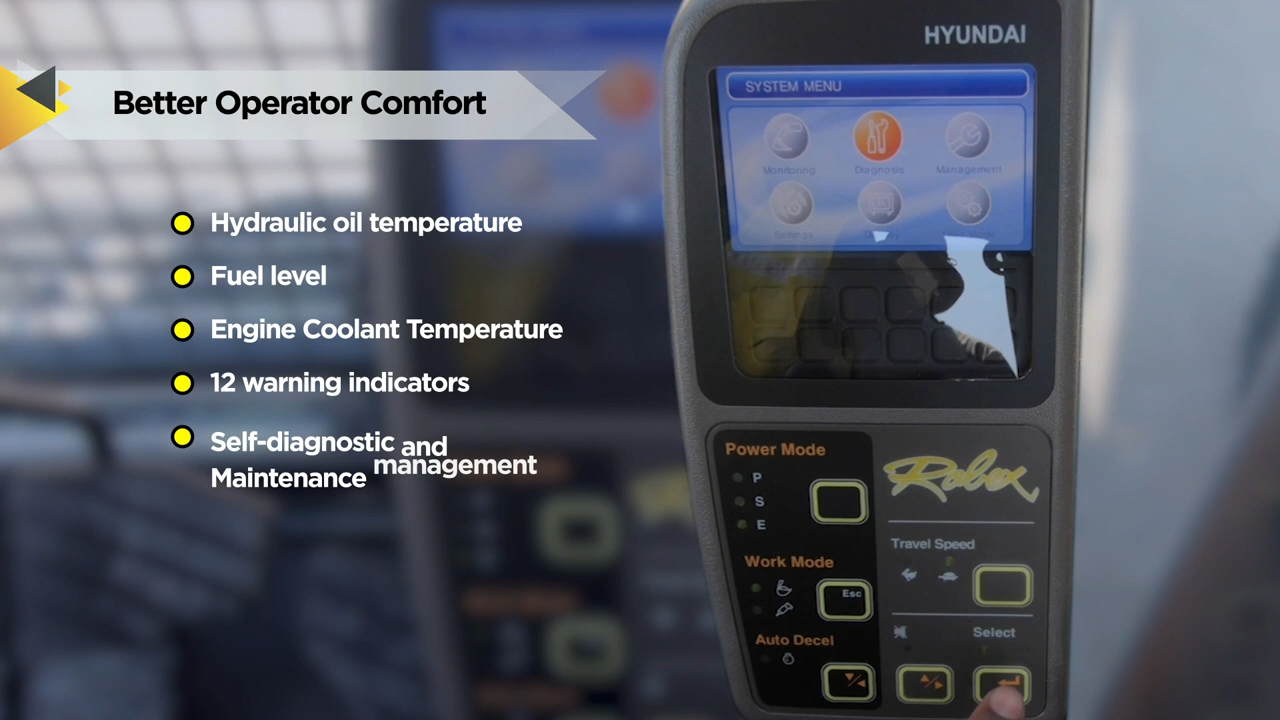 Better Operator Comfort
Hydraulic oil temperature
Fuel level
Engine Coolant Temperature
12 warning indicators
Self-diagnostic and
Maintenance management
HYUNDAI
SYSTEM MENU
Monitoring Diagnosis Management
Settings
Power Mode
P
S
E
Robex
Travel Speed
Work Mode
Esc
Auto Decel
Select